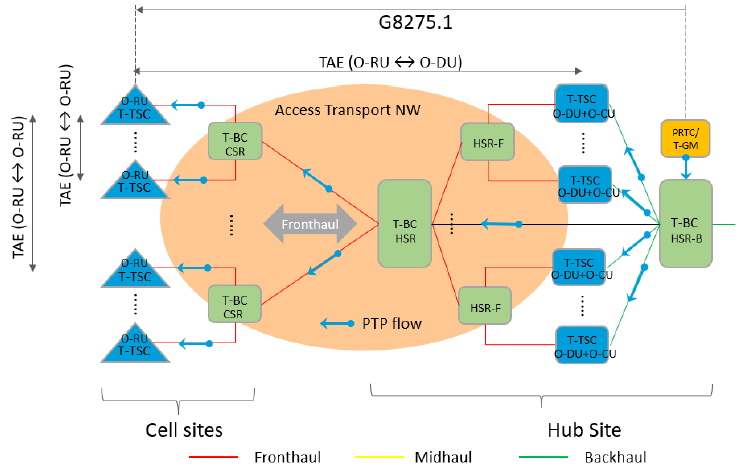 G8275.1
TAE (O-RU ↔ O-DU)
TAE (O-RU ↔ O-RU)
TAE (O-RU ↔ O-RU)
O-RU
T-TSC
......
O-RU
T-TSC
O-RU
T-TSC
......
O-RU
T-TSC
Access Transport NW
T-BC
CSR
......
T-BC
CSR
Fronthaul
PTP flow
T-BC
HSR
......
HSR-F
HSR-F
T-TSC
O-DU+O-CU
......
T-TSC
O-DU+O-CU
T-TSC
O-DU+O-CU
......
T-TSC
O-DU+O-CU
PRTC/
T-GM
T-BC
HSR-B
Cell sites
Hub Site
Fronthaul
Midhaul
Backhaul